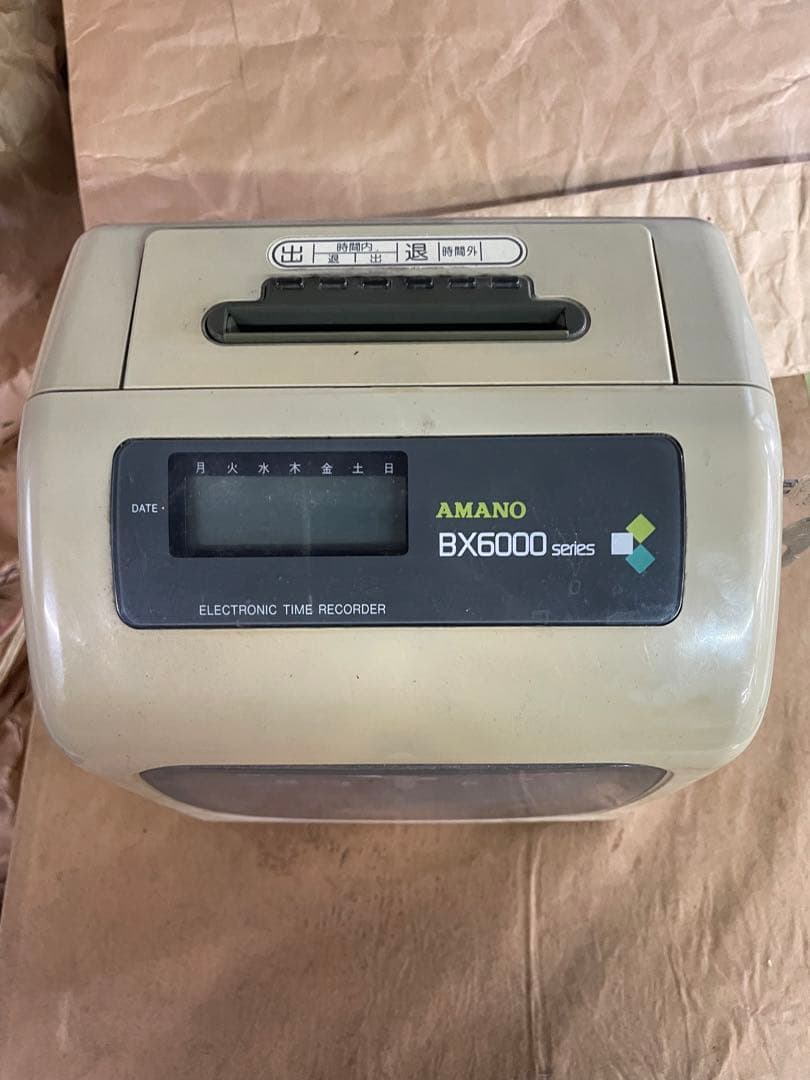 出 時間内 退 時間外
退 出
月 火 水 木 金 土 日
DATE・
AMANO
BX6000 series
ELECTRONIC TIME RECORDER